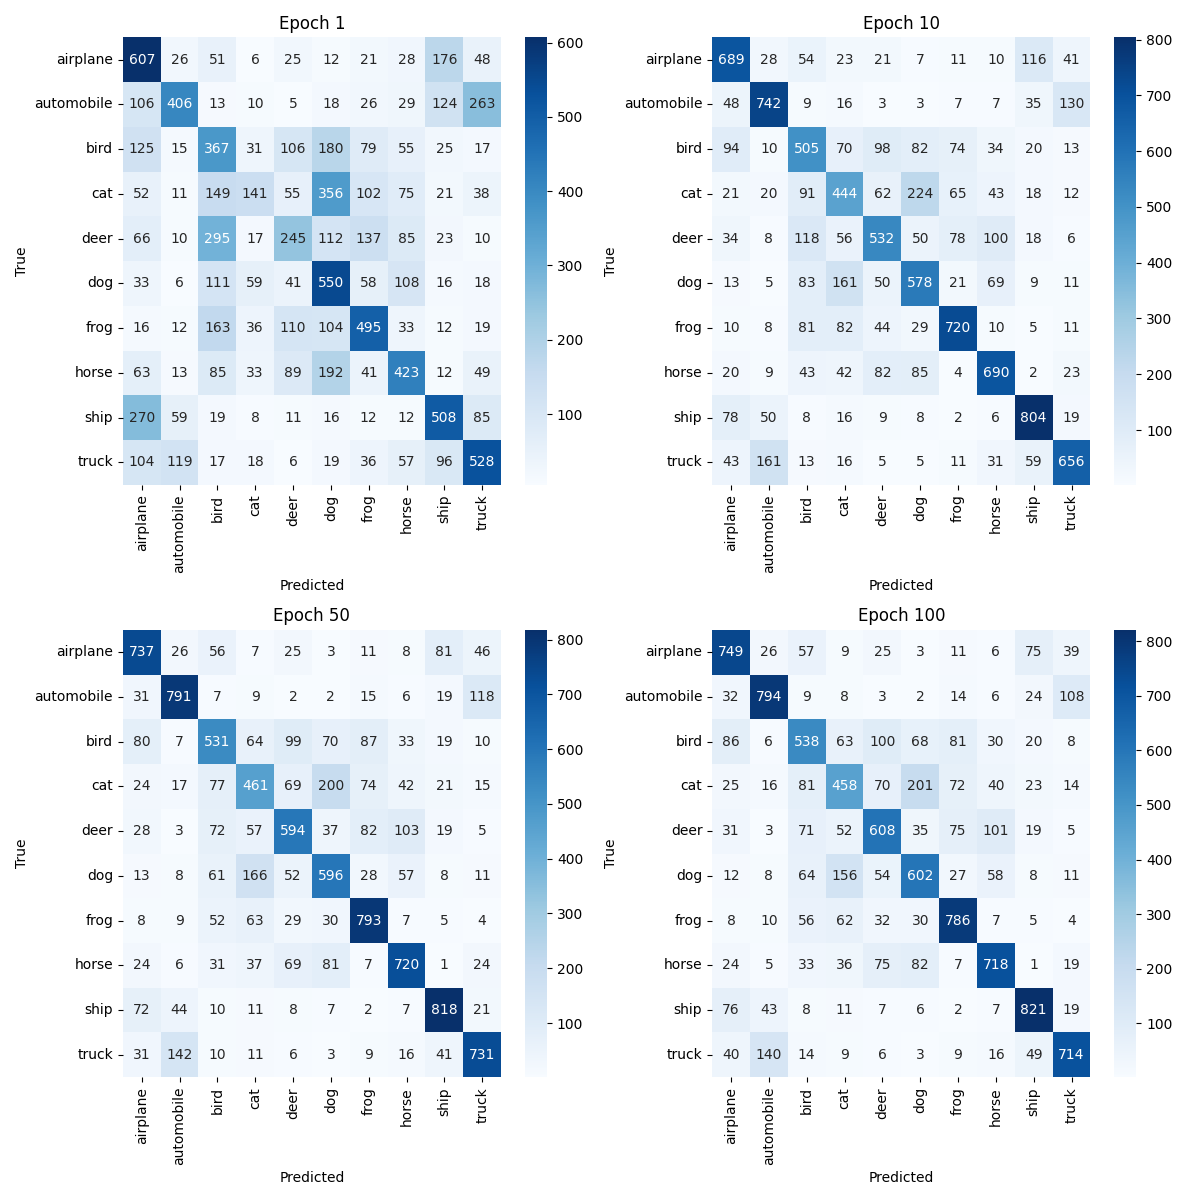 Epoch 1
airplane 607 26 51 6 25 12 21 28 176 48
automobile 106 406 13 10 5 18 26 29 124 263
bird 125 15 367 31 106 180 79 55 25 17
cat 52 11 149 141 55 356 102 75 21 38
deer 66 10 295 17 245 112 137 85 23 10
dog 33 6 111 59 41 550 58 108 16 18
frog 16 12 163 36 110 104 495 33 12 19
horse 63 13 85 33 89 192 41 423 12 49
ship 270 59 19 8 11 16 12 12 508 85
truck 104 119 17 18 6 19 36 57 96 528
airplane automobile bird cat deer dog frog horse ship truck
Predicted
True
600
500
400
300
200
100
Epoch 10
airplane 689 28 54 23 21 7 11 10 116 41
automobile 48 742 9 16 3 3 7 7 35 130
bird 94 10 505 70 98 82 74 34 20 13
cat 21 20 91 444 62 224 65 43 18 12
deer 34 8 118 56 532 50 78 100 18 6
dog 13 5 83 161 50 578 21 69 9 11
frog 10 8 81 82 44 29 720 10 5 11
horse 20 9 43 42 82 85 4 690 2 23
ship 78 50 8 16 9 8 2 6 804 19
truck 43 161 13 16 5 5 11 31 59 656
airplane automobile bird cat deer dog frog horse ship truck
Predicted
True
800
700
600
500
400
300
200
100
Epoch 50
airplane 737 26 56 7 25 3 11 8 81 46
automobile 31 791 7 9 2 2 15 6 19 118
bird 80 7 531 64 99 70 87 33 19 10
cat 24 17 77 461 69 200 74 42 21 15
deer 28 3 72 57 594 37 82 103 19 5
dog 13 8 61 166 52 596 28 57 8 11
frog 8 9 52 63 29 30 793 7 5 4
horse 24 6 31 37 69 81 7 720 1 24
ship 72 44 10 11 8 7 2 7 818 21
truck 31 142 10 11 6 3 9 16 41 731
airplane automobile bird cat deer dog frog horse ship truck
Predicted
True
800
700
600
500
400
300
200
100
Epoch 100
airplane 749 26 57 9 25 3 11 6 75 39
automobile 32 794 9 8 3 2 14 6 24 108
bird 86 6 538 63 100 68 81 30 20 8
cat 25 16 81 458 70 201 72 40 23 14
deer 31 3 71 52 608 35 75 101 19 5
dog 12 8 64 156 54 602 27 58 8 11
frog 8 10 56 62 32 30 786 7 5 4
horse 24 5 33 36 75 82 7 718 1 19
ship 76 43 8 11 7 6 2 7 821 19
truck 40 140 14 9 6 3 9 16 49 714
airplane automobile bird cat deer dog frog horse ship truck
Predicted
True
800
700
600
500
400
300
200
100